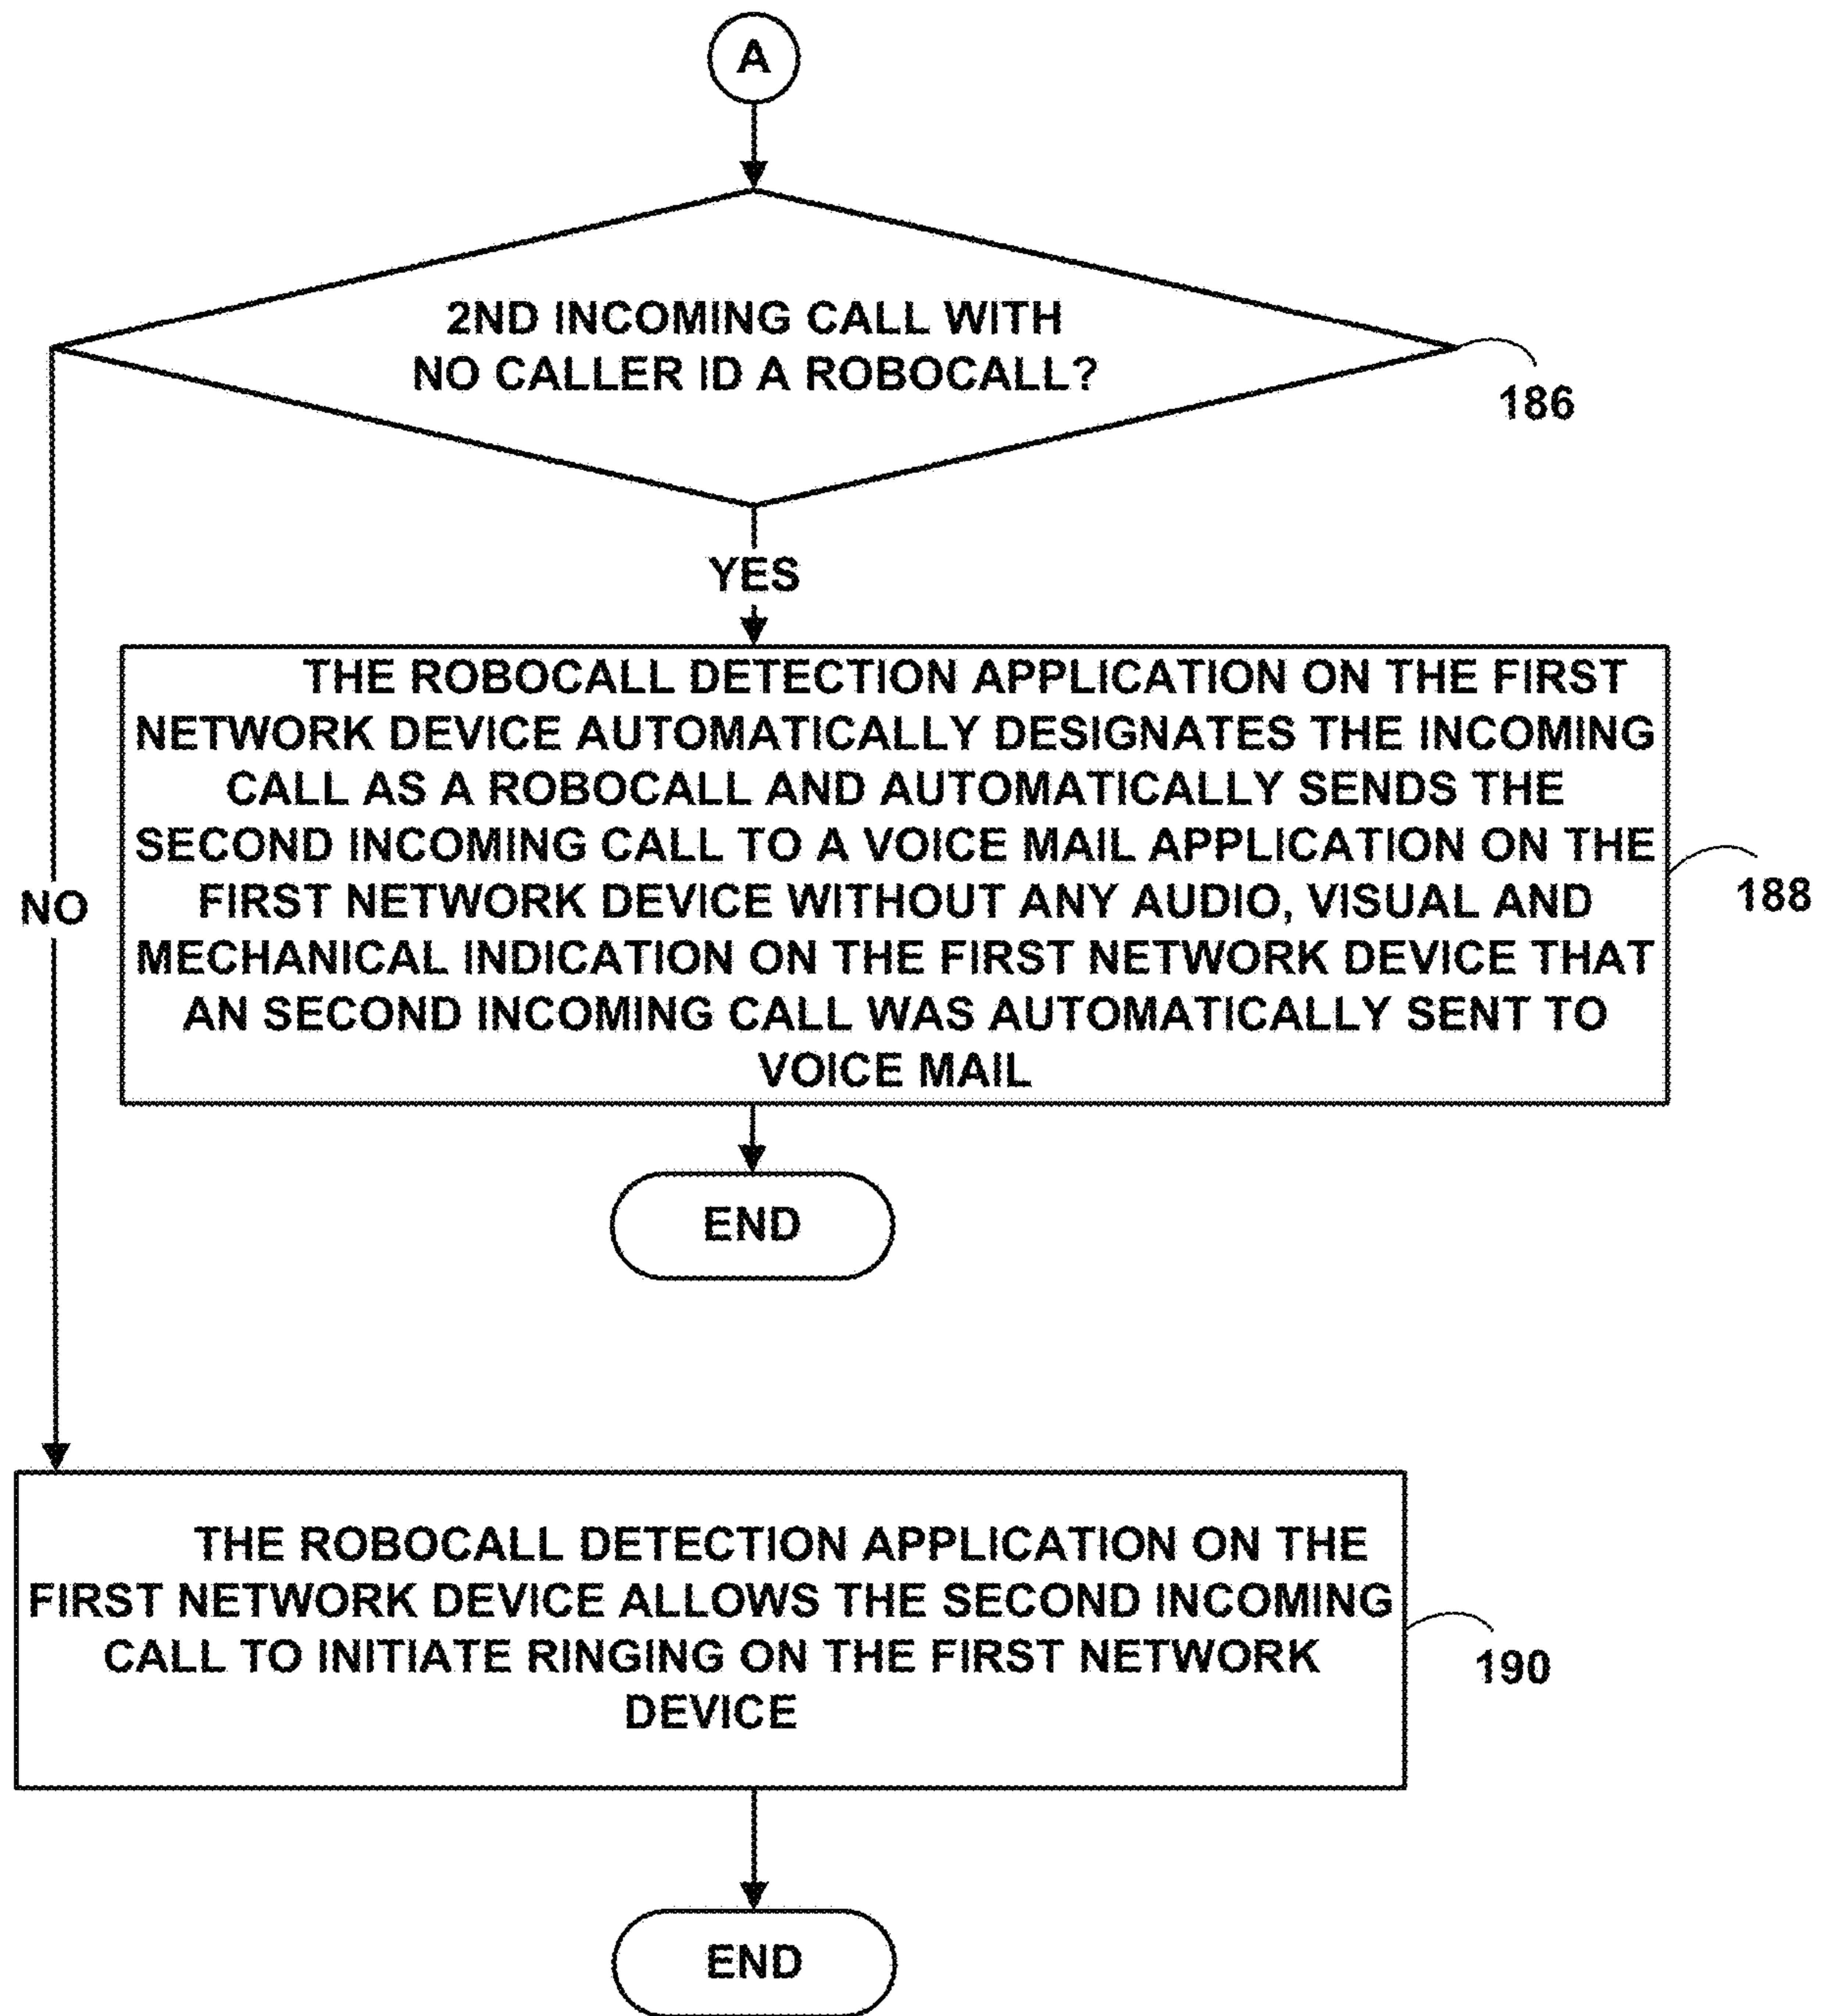 A
2ND INCOMING CALL WITH
NO CALLER ID A ROBOCALL?
186
YES
THE ROBOCALL DETECTION APPLICATION ON THE FIRST
NETWORK DEVICE AUTOMATICALLY DESIGNATES THE INCOMING
CALL AS A ROBOCALL AND AUTOMATICALLY SENDS THE
SECOND INCOMING CALL TO A VOICE MAIL APPLICATION ON THE
FIRST NETWORK DEVICE WITHOUT ANY AUDIO, VISUAL AND
MECHANICAL INDICATION ON THE FIRST NETWORK DEVICE THAT
AN SECOND INCOMING CALL WAS AUTOMATICALLY SENT TO
VOICE MAIL
188
NO
END
THE ROBOCALL DETECTION APPLICATION ON THE
FIRST NETWORK DEVICE ALLOWS THE SECOND INCOMING
CALL TO INITIATE RINGING ON THE FIRST NETWORK
DEVICE
190
END